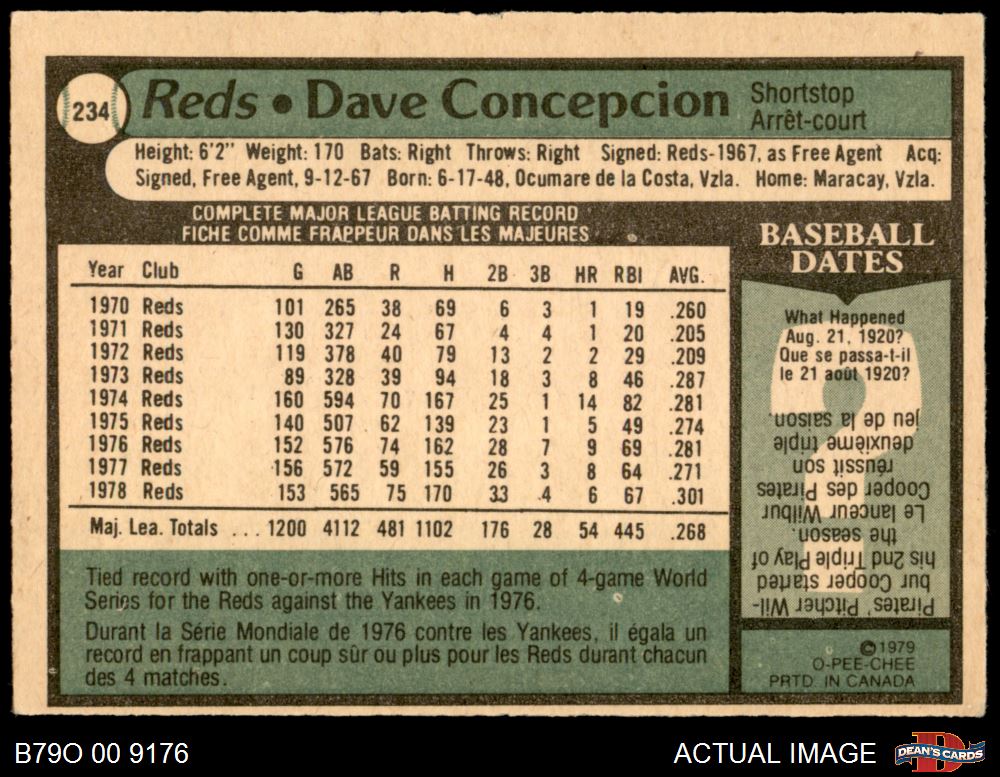 234
Reds • Dave Concepcion
Shortstop
Arrêt-court
Height: 6'2" Weight: 170 Bats: Right Throws: Right Signed: Reds-1967, as Free Agent Acq:
Signed, Free Agent, 9-12-67 Born: 6-17-48, Ocumare de la Costa, Vzla. Home: Maracay, Vzla.
COMPLETE MAJOR LEAGUE BATTING RECORD
FICHE COMME FRAPPEUR DANS LES MAJEURES
Year Club G AB R H 2B 3B HR RBI AVG.
1970 Reds 101 265 38 69 6 3 1 19 .260
1971 Reds 130 327 24 67 4 4 1 20 .205
1972 Reds 119 378 40 79 13 2 2 29 .209
1973 Reds 89 328 39 94 18 3 8 46 .287
1974 Reds 160 594 70 167 25 1 14 82 .281
1975 Reds 140 507 62 139 23 1 5 49 .274
1976 Reds 152 576 74 162 28 7 9 69 .281
1977 Reds 156 572 59 155 26 3 8 64 .271
1978 Reds 153 565 75 170 33 4 6 67 .301
Maj. Lea. Totals ... 1200 4112 481 1102 176 28 54 445 .268
Tied record with one-or-more Hits in each game of 4-game World
Series for the Reds against the Yankees in 1976.
Durant la Série Mondiale de 1976 contre les Yankees, il égala un
record en frappant un coup sûr ou plus pour les Reds durant chacun
des 4 matches.
BASEBALL
DATES
What Happened
Aug. 21, 1920?
Que se passa-t-il
le 21 août 1920?
Pirates' Pitcher Wil-
bur Cooper started
his 2nd Triple Play of
the season.
Le lanceur Wilbur
Cooper des Pirates
réussit son
deuxième triple
jeu de la saison.
©1979
O-PEE-CHEE
PRTD. IN CANADA
B79O 00 9176
ACTUAL IMAGE
DEAN'S CARDS